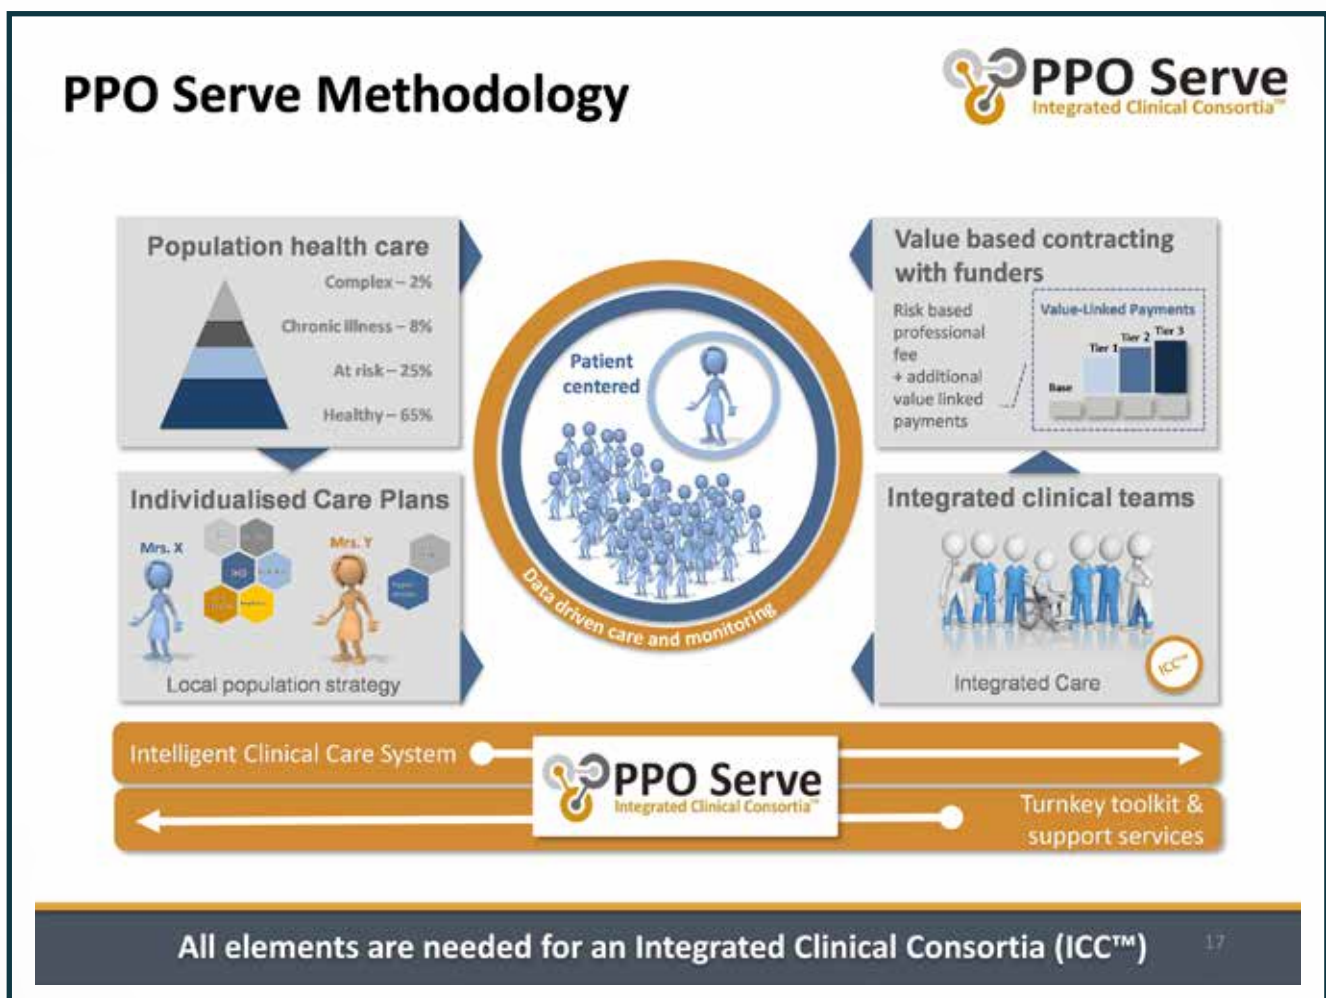 PPO Serve Methodology
PPO Serve
Integrated Clinical Consortia™
Population health care
Complex – 2%
Chronic Illness – 8%
At risk – 25%
Healthy – 65%
Individualised Care Plans
Mrs. X
Mrs. Y
Local population strategy
Patient
centered
Data driven care and monitoring
Value based contracting
with funders
Risk based
professional
fee
+ additional
value linked
payments
Value-Linked Payments
Base
Tier 1
Tier 2
Tier 3
Integrated clinical teams
ICC™
Integrated Care
Intelligent Clinical Care System
PPO Serve
Integrated Clinical Consortia™
Turnkey toolkit &
support services
All elements are needed for an Integrated Clinical Consortia (ICC™)
17